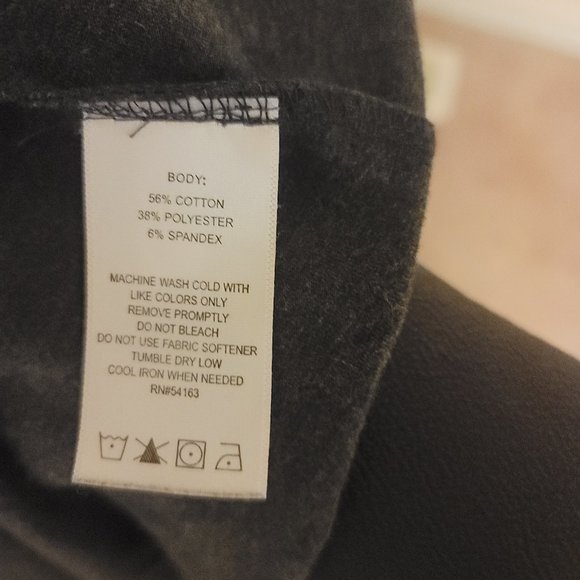 BODY:
56% COTTON
38% POLYESTER
6% SPANDEX
MACHINE WASH COLD WITH
LIKE COLORS ONLY
REMOVE PROMPTLY
DO NOT BLEACH
DO NOT USE FABRIC SOFTENER
TUMBLE DRY LOW
COOL IRON WHEN NEEDED
RN#54163